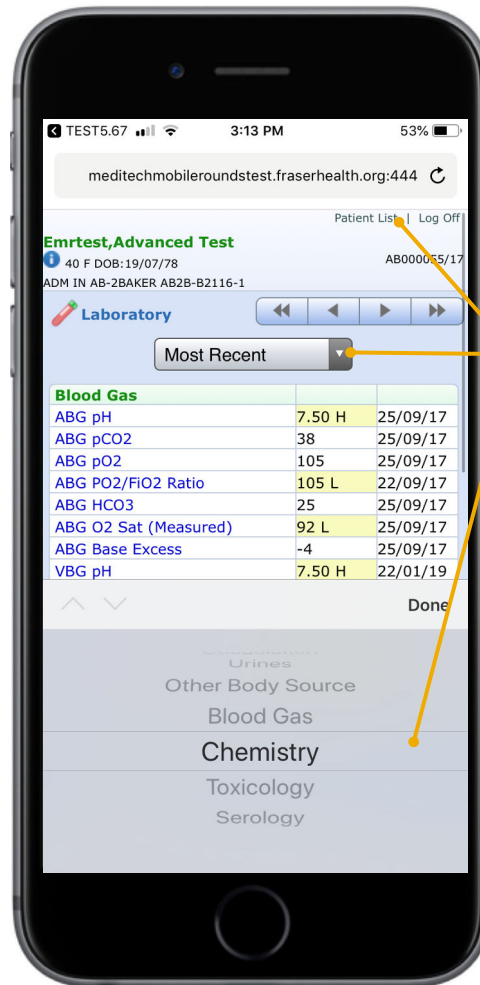 TEST5.67 3:13 PM 53%
meditechmobileroundstest.fraserhealth.org:444
Patient List | Log Off
Emrtest,Advanced Test
40 F DOB:19/07/78 AB000055/17
ADM IN AB-2BAKER AB2B-B2116-1
Laboratory
Most Recent
Blood Gas
ABG pH 7.50 H 25/09/17
ABG pCO2 38 25/09/17
ABG pO2 105 25/09/17
ABG PO2/FiO2 Ratio 105 L 22/09/17
ABG HCO3 25 25/09/17
ABG O2 Sat (Measured) 92 L 25/09/17
ABG Base Excess -4 25/09/17
VBG pH 7.50 H 22/01/19
Done
Urines
Other Body Source
Blood Gas
Chemistry
Toxicology
Serology